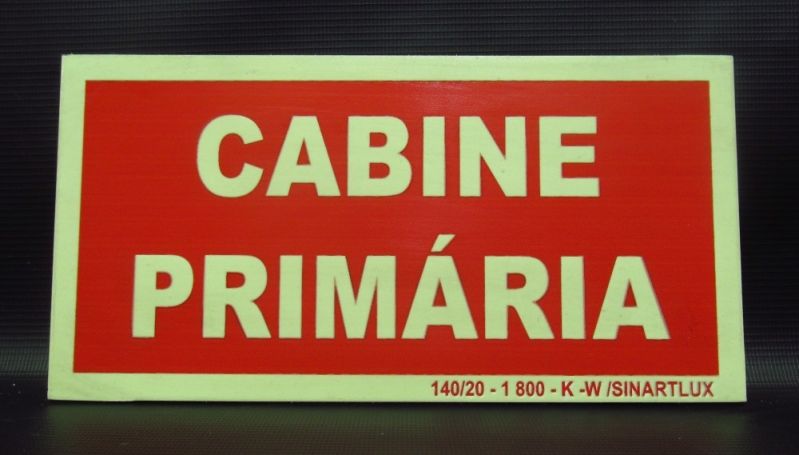 CABINE
PRIMÁRIA
140/20 - 1 800 - K -W /SINARTLUX